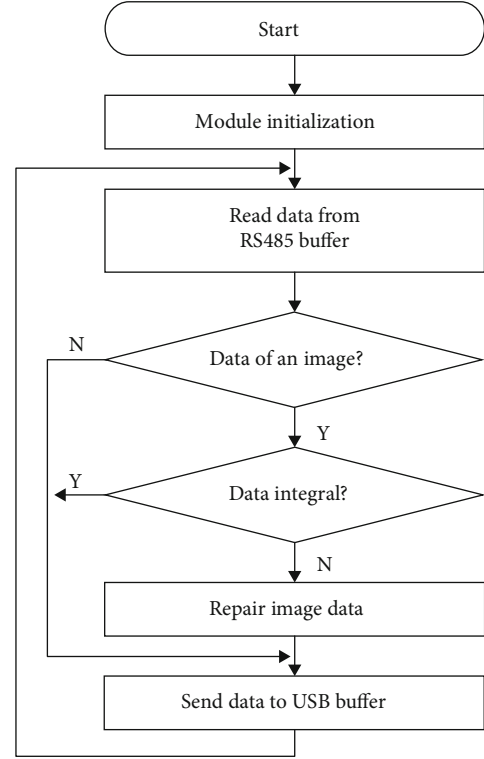 Start
Module initialization
Read data from
RS485 buffer
N
Data of an image?
Y
Y
Data integral?
N
Repair image data
Send data to USB buffer